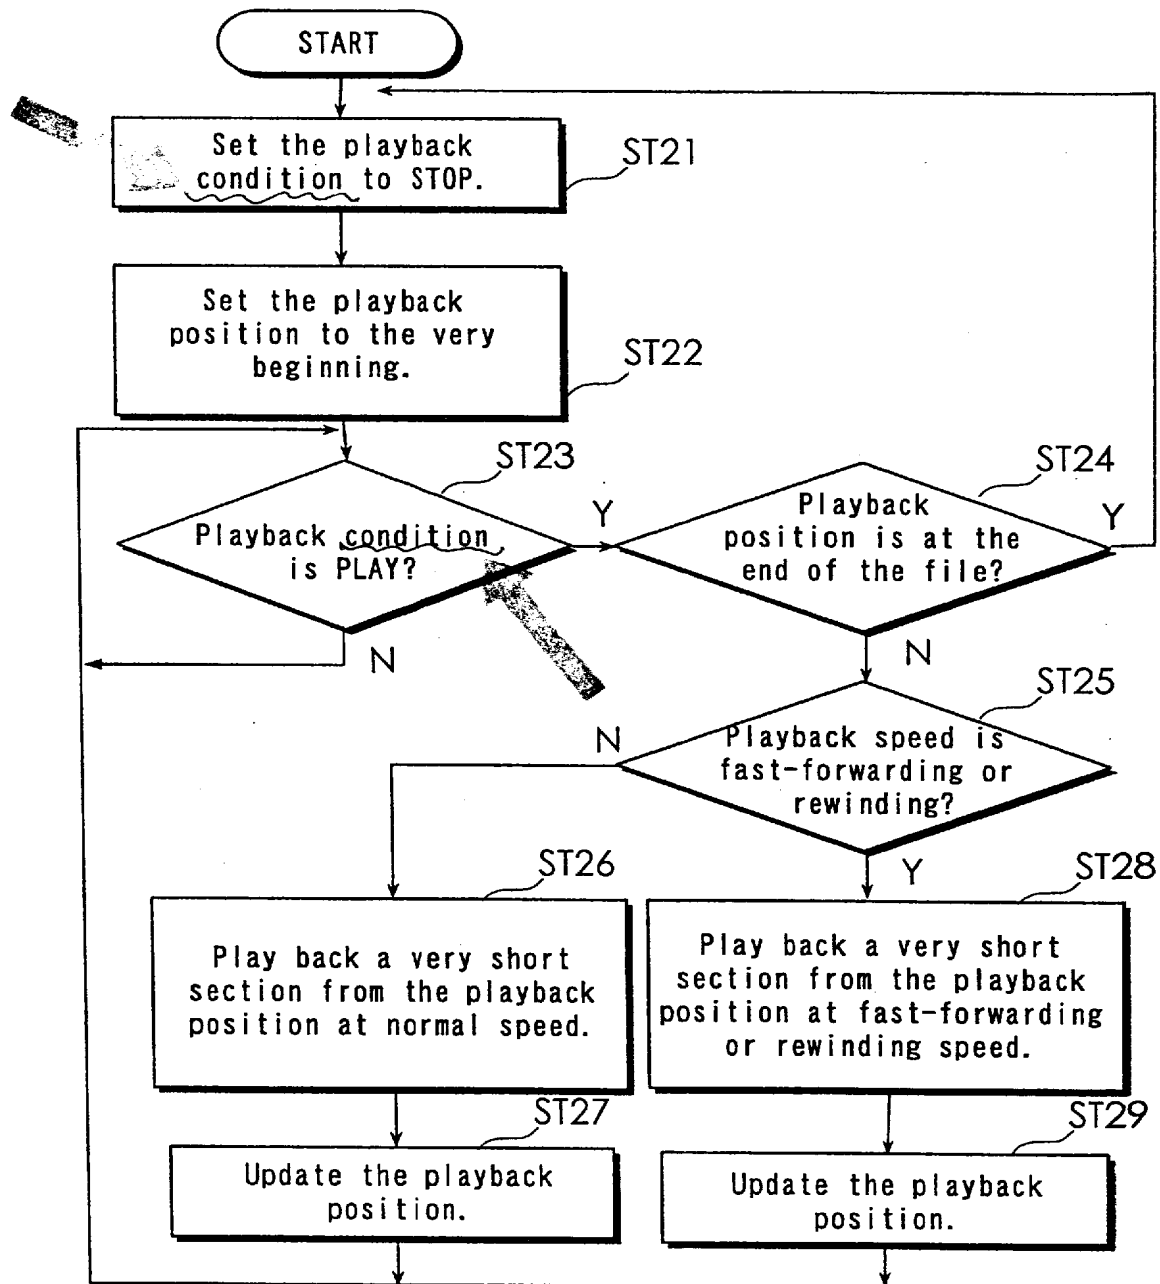 START
Set the playback
condition to STOP.
ST21
Set the playback
position to the very
beginning.
ST22
ST23
Playback condition
is PLAY?
Y
N
ST24
Playback
position is at the
end of the file?
Y
N
ST25
Playback speed is
fast-forwarding or
rewinding?
N
Y
ST26
Play back a very short
section from the playback
position at normal speed.
ST28
Play back a very short
section from the playback
position at fast-forwarding
or rewinding speed.
ST27
Update the playback
position.
ST29
Update the playback
position.